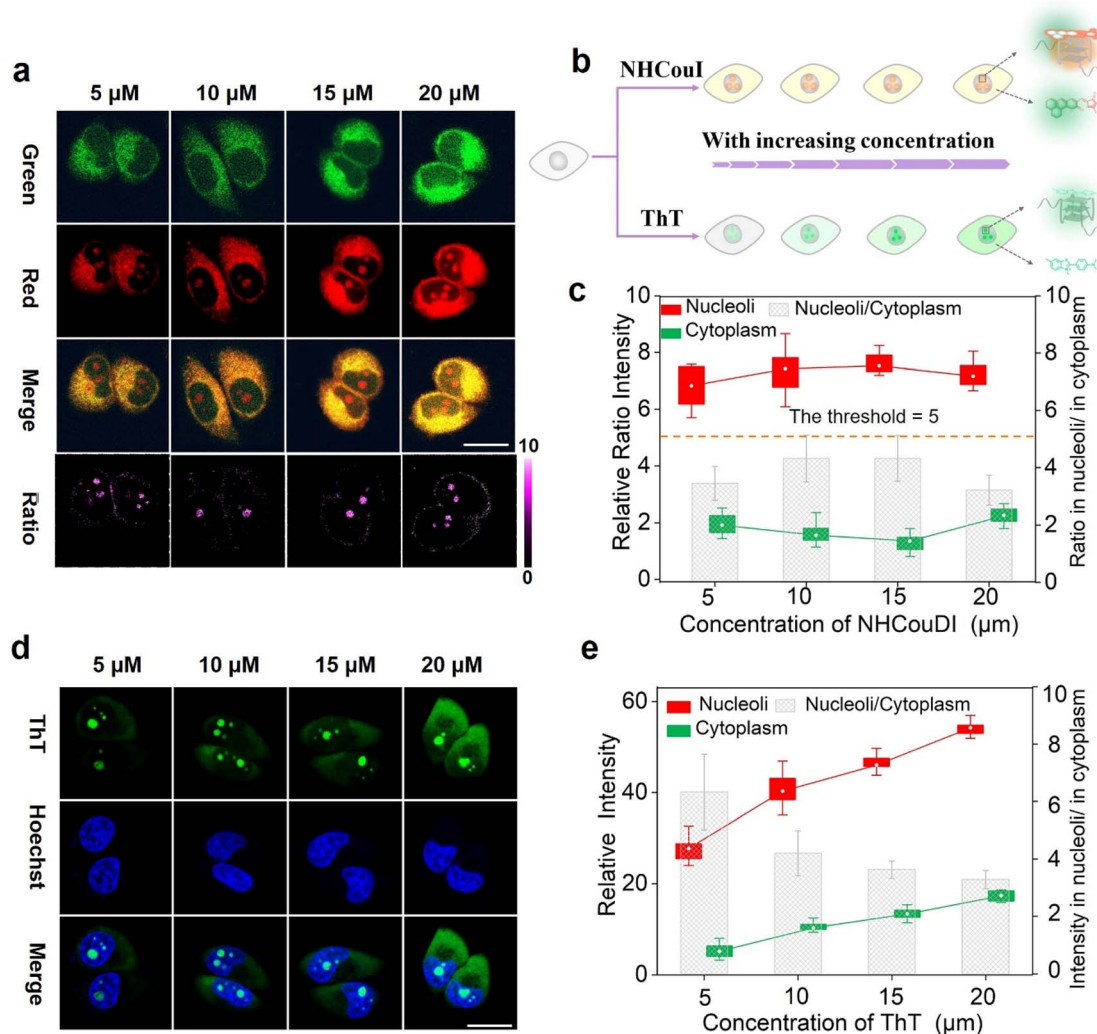 a
5 µM 10 µM 15 µM 20 µM
Green
Red
Merge
Ratio
10
0
b
NHCouI
With increasing concentration
ThT
c
10
8
6
4
2
0
Relative Ratio Intensity
Nucleoli
Nucleoli/Cytoplasm
Cytoplasm
The threshold = 5
10
8
6
4
2
0
Ratio in nucleoli/ in cytoplasm
5 10 15 20
Concentration of NHCouDI (µm)
d
5 µM 10 µM 15 µM 20 µM
ThT
Hoechst
Merge
e
60
40
20
0
Relative Intensity
Nucleoli
Nucleoli/Cytoplasm
Cytoplasm
10
8
6
4
2
0
Intensity in nucleoli/ in cytoplasm
5 10 15 20
Concentration of ThT (µm)